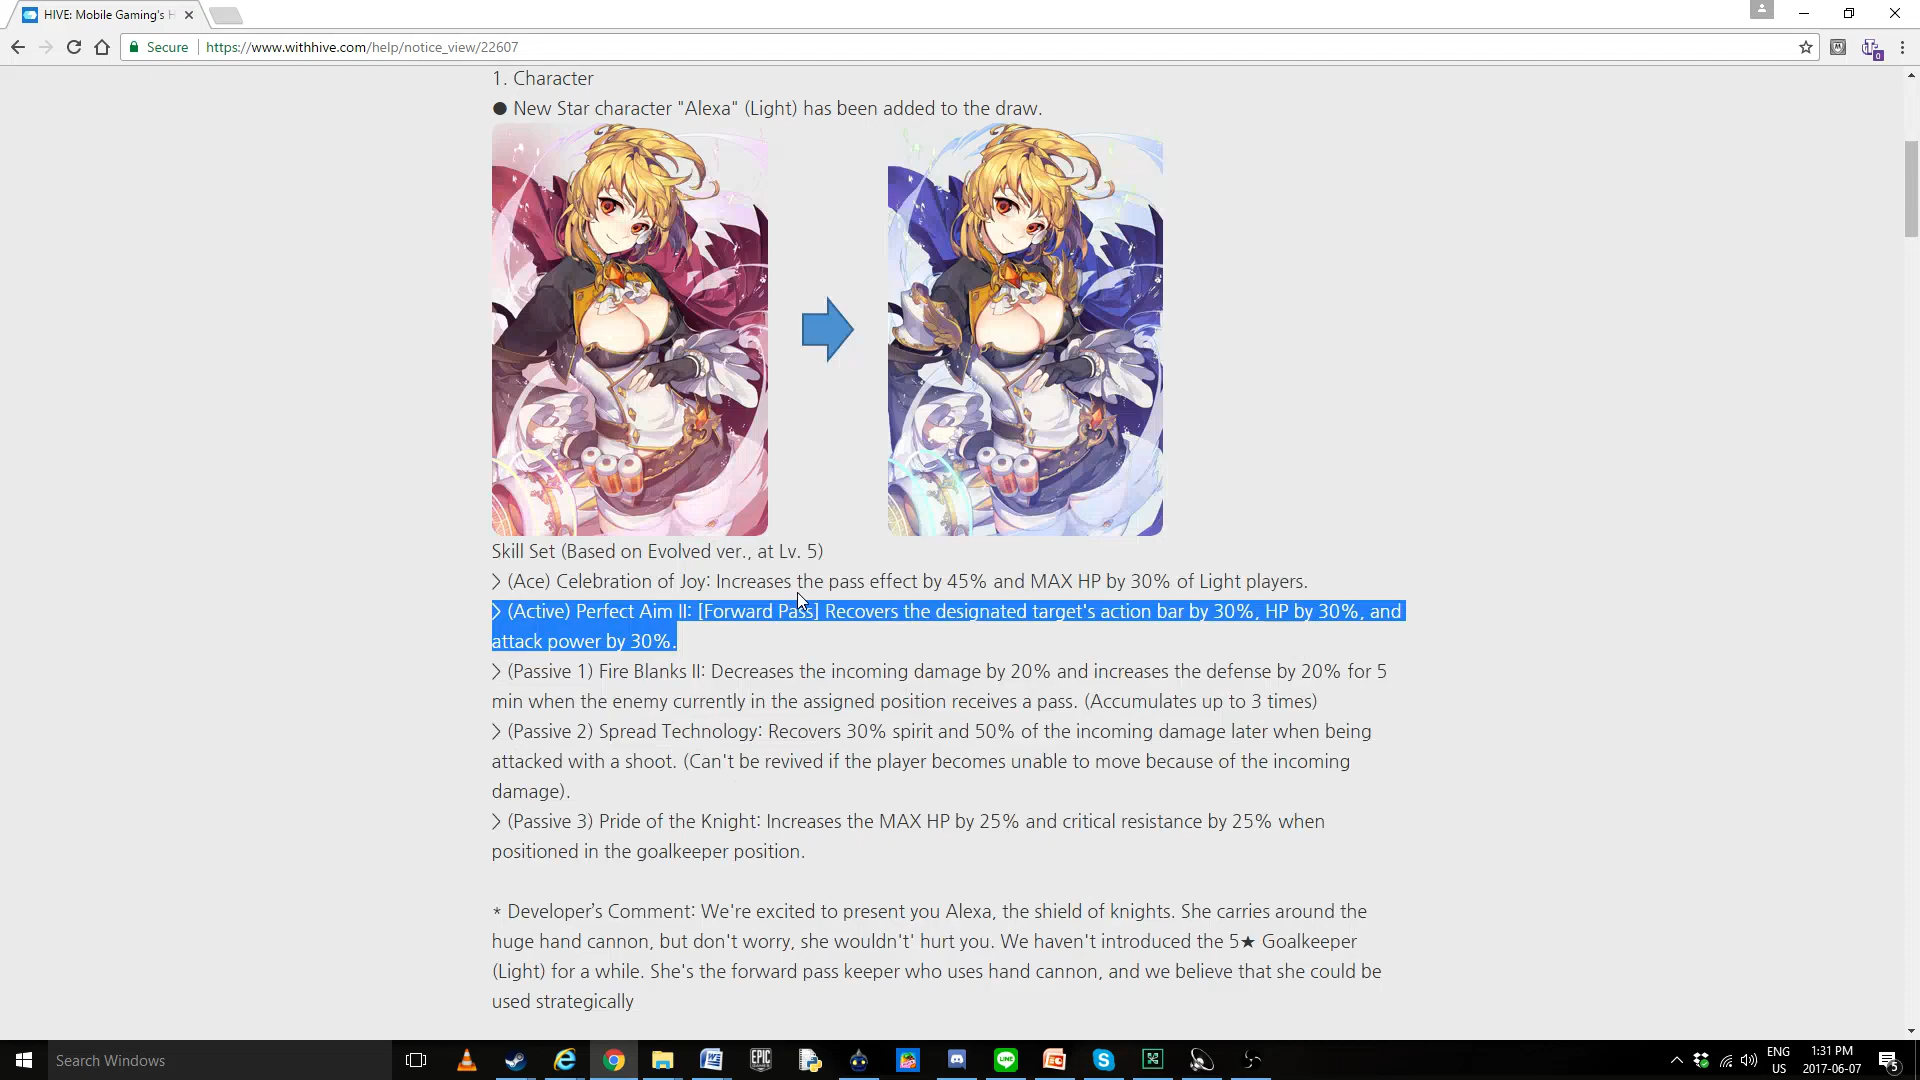 HIVE: Mobile Gaming's H
Secure
https://www.withhive.com/help/notice_view/22607
1. Character
● New Star character "Alexa" (Light) has been added to the draw.
Skill Set (Based on Evolved ver., at Lv. 5)
> (Ace) Celebration of Joy: Increases the pass effect by 45% and MAX HP by 30% of Light players.
> (Active) Perfect Aim II: [Forward Pass] Recovers the designated target's action bar by 30%, HP by 30%, and
attack power by 30%.
> (Passive 1) Fire Blanks II: Decreases the incoming damage by 20% and increases the defense by 20% for 5
min when the enemy currently in the assigned position receives a pass. (Accumulates up to 3 times)
> (Passive 2) Spread Technology: Recovers 30% spirit and 50% of the incoming damage later when being
attacked with a shoot. (Can't be revived if the player becomes unable to move because of the incoming
damage).
> (Passive 3) Pride of the Knight: Increases the MAX HP by 25% and critical resistance by 25% when
positioned in the goalkeeper position.
* Developer’s Comment: We're excited to present you Alexa, the shield of knights. She carries around the
huge hand cannon, but don't worry, she wouldn't' hurt you. We haven't introduced the 5★ Goalkeeper
(Light) for a while. She's the forward pass keeper who uses hand cannon, and we believe that she could be
used strategically
Search Windows
EPIC
LINE
ENG
US
1:31 PM
2017-06-07
5